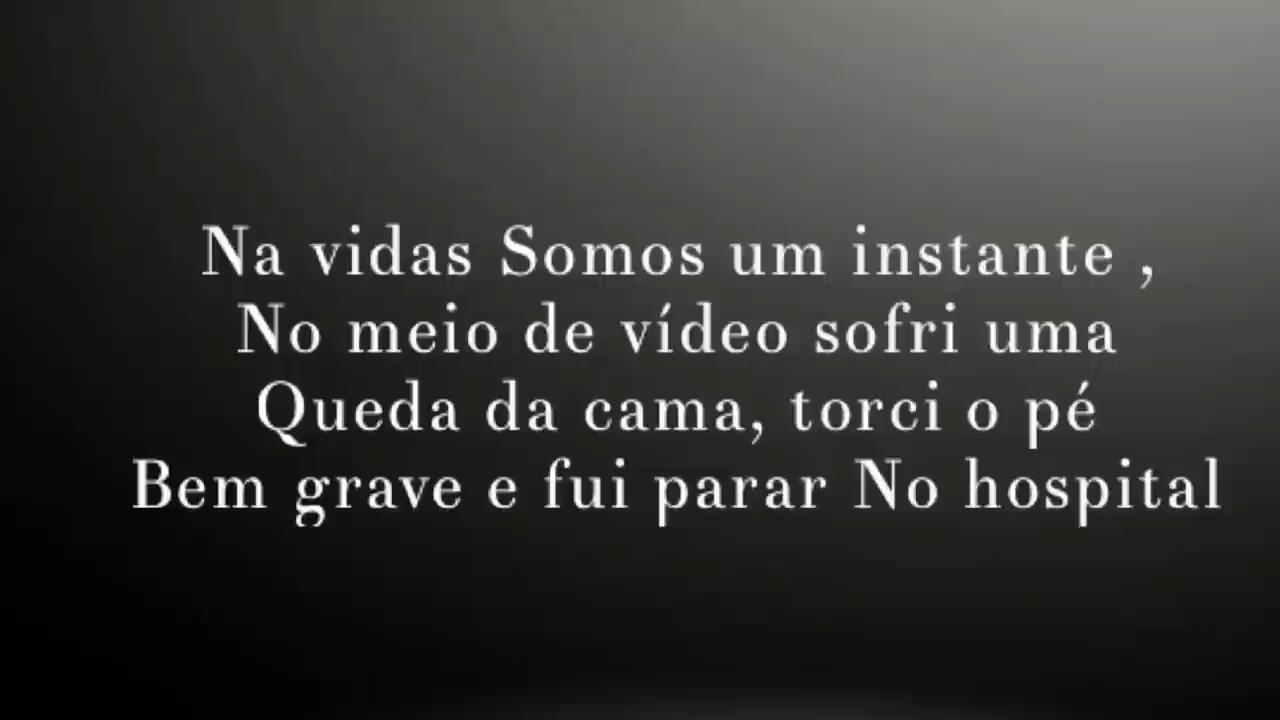 Na vidas Somos um instante ,
No meio de vídeo sofri uma
Queda da cama, torci o pé
Bem grave e fui parar No hospital